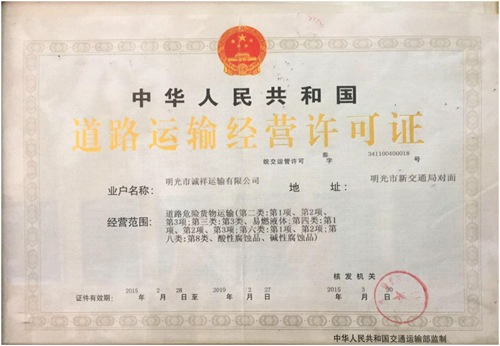 中华人民共和国
道路运输经营许可证
皖交运管许可 字 341100400018 号
业户名称: 明光市诚祥运输有限公司 地 址: 明光市新交通局对面
经营范围: 道路危险货物运输(第二类:第1项、第2项、
第3项;第三类:第3类、易燃液体;第四类:第1
项、第2项、第3项;第六类:第1项、第2项;第
八类:第8类、酸性腐蚀品、碱性腐蚀品)
核发机关
证件有效期: 2015 年 2 月 28 日至 2019 年 2 月 27 日 2015 年 3 月 30 日
中华人民共和国交通运输部监制